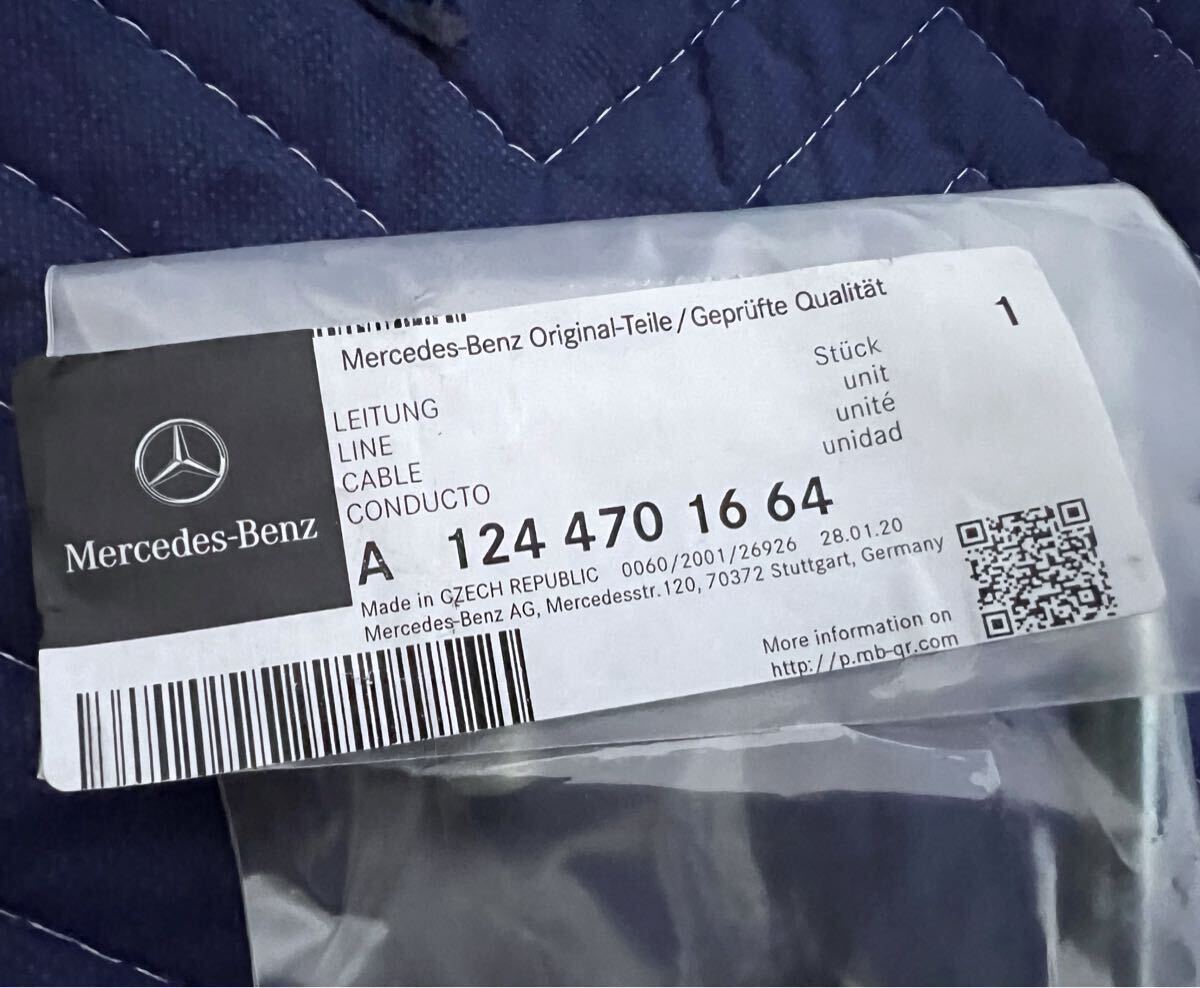 Mercedes-Benz Original-Teile/Geprüfte Qualität
1
LEITUNG
LINE
CABLE
CONDUCTO
Stück
unit
unité
unidad
A 124 470 16 64
Made in CZECH REPUBLIC 0060/2001/26926 28.01.20
Mercedes-Benz AG, Mercedesstr.120, 70372 Stuttgart, Germany
More information on
http://p.mb-qr.com
Mercedes-Benz